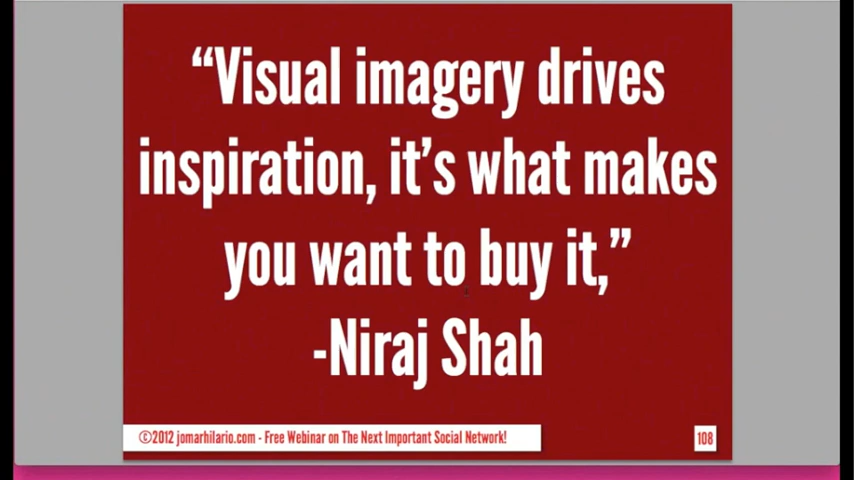 “Visual imagery drives
inspiration, it’s what makes
you want to buy it,”
-Niraj Shah
©2012 jomarhilario.com - Free Webinar on The Next Important Social Network!
108